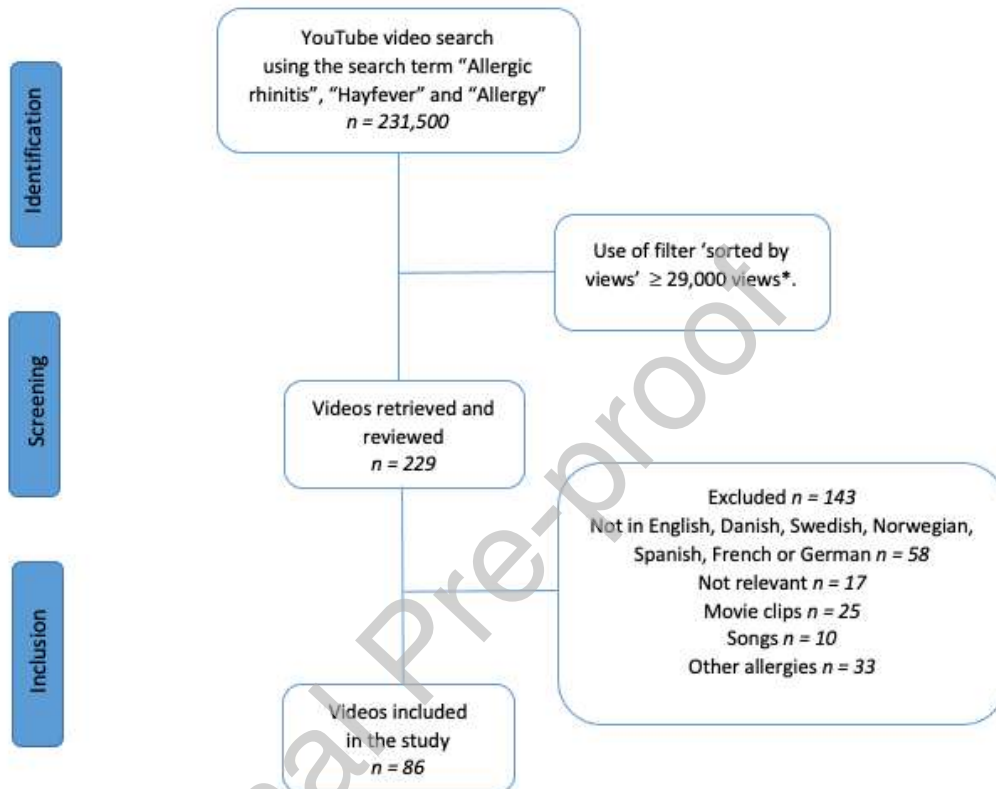 YouTube video search
using the search term “Allergic
rhinitis”, “Hayfever” and “Allergy”
n = 231,500
Identification
Use of filter ‘sorted by
views’ ≥ 29,000 views*.
Screening
Videos retrieved and
reviewed
n = 229
Excluded n = 143
Not in English, Danish, Swedish, Norwegian,
Spanish, French or German n = 58
Not relevant n = 17
Movie clips n = 25
Songs n = 10
Other allergies n = 33
Inclusion
Videos included
in the study
n = 86
al Pre-proof